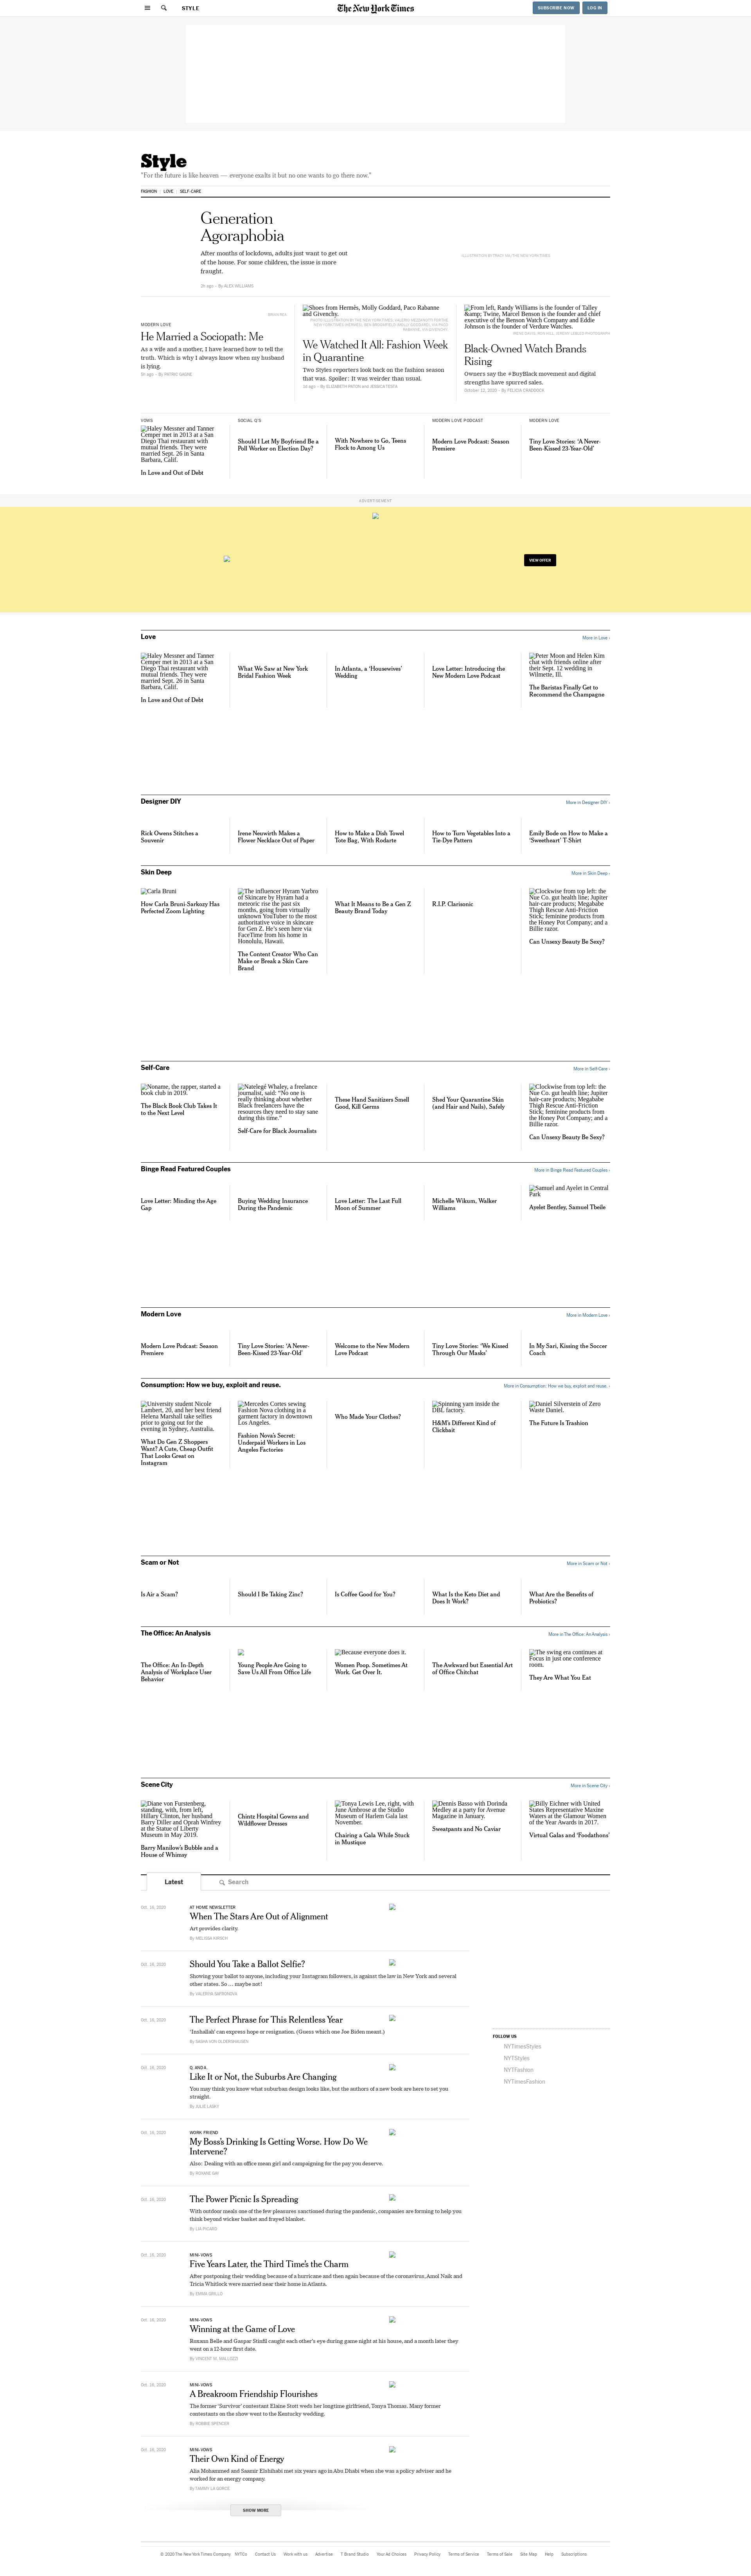 STYLE
The New York Times
SUBSCRIBE NOW
LOG IN
Style
"For the future is like heaven — everyone exalts it but no one wants to go there now."
FASHION
LOVE
SELF-CARE
Generation
Agoraphobia
After months of lockdown, adults just want to get out
of the house. For some children, the issue is more
fraught.
2h ago · By ALEX WILLIAMS
ILLUSTRATION BY TRACY MA/THE NEW YORK TIMES
BRIAN REA
MODERN LOVE
He Married a Sociopath: Me
As a wife and a mother, I have learned how to tell the
truth. Which is why I always know when my husband
is lying.
5h ago · By PATRIC GAGNE
Shoes from Hermès, Molly Goddard, Paco Rabanne
and Givenchy.
We Watched It All: Fashion Week
in Quarantine
Two Styles reporters look back on the fashion season
that was. Spoiler: It was weirder than usual.
1d ago · By ELIZABETH PATON and JESSICA TESTA
From left, Randy Williams is the founder of Talley
&amp; Twine, Marcel Benson is the founder and chief
executive of the Benson Watch Company and Eddie
Johnson is the founder of Verdure Watches.
Black-Owned Watch Brands
Rising
Owners say the #BuyBlack movement and digital
strengths have spurred sales.
October 12, 2020 · By FELICIA CRADDOCK
VOWS
Haley Messner and Tanner
Cemper met in 2013 at a San
Diego Thai restaurant with
mutual friends. They were
married Sept. 26 in Santa
Barbara, Calif.
In Love and Out of Debt
SOCIAL Q'S
Should I Let My Boyfriend Be a
Poll Worker on Election Day?
With Nowhere to Go, Teens
Flock to Among Us
MODERN LOVE PODCAST
Modern Love Podcast: Season
Premiere
MODERN LOVE
Tiny Love Stories: 'A Never-
Been-Kissed 23-Year-Old'
ADVERTISEMENT
VIEW OFFER
Love
More in Love ›
Haley Messner and Tanner
Cemper met in 2013 at a San
Diego Thai restaurant with
mutual friends. They were
married Sept. 26 in Santa
Barbara, Calif.
In Love and Out of Debt
What We Saw at New York
Bridal Fashion Week
In Atlanta, a 'Housewives'
Wedding
Love Letter: Introducing the
New Modern Love Podcast
Peter Moon and Helen Kim
chat with friends online after
their Sept. 12 wedding in
Wilmette, Ill.
The Baristas Finally Get to
Recommend the Champagne
Designer DIY
More in Designer DIY ›
Rick Owens Stitches a
Souvenir
Irene Neuwirth Makes a
Flower Necklace Out of Paper
How to Make a Dish Towel
Tote Bag, With Rodarte
How to Turn Vegetables Into a
Tie-Dye Pattern
Emily Bode on How to Make a
'Sweetheart' T-Shirt
Skin Deep
More in Skin Deep ›
Carla Bruni
How Carla Bruni-Sarkozy Has
Perfected Zoom Lighting
The influencer Hyram Yarbro
of Skincare by Hyram had a
meteoric rise the past six
months, going from virtually
unknown YouTuber to the most
authoritative voice in skincare
for Gen Z. He's seen here via
FaceTime from his home in
Honolulu, Hawaii.
The Content Creator Who Can
Make or Break a Skin Care
Brand
What It Means to Be a Gen Z
Beauty Brand Today
R.I.P. Clarisonic
Clockwise from top left: the
Nue Co. gut health line; Jupiter
hair-care products; Megababe
Thigh Rescue Anti-Friction
Stick; feminine products from
the Honey Pot Company; and a
Billie razor.
Can Unsexy Beauty Be Sexy?
Self-Care
More in Self-Care ›
Noname, the rapper, started a
book club in 2019.
The Black Book Club Takes It
to the Next Level
Natelegé Whaley, a freelance
journalist, said: "No one is
really thinking about whether
Black freelancers have the
resources they need to stay sane
during this time."
Self-Care for Black Journalists
These Hand Sanitizers Smell
Good, Kill Germs
Shed Your Quarantine Skin
(and Hair and Nails), Safely
Clockwise from top left: the
Nue Co. gut health line; Jupiter
hair-care products; Megababe
Thigh Rescue Anti-Friction
Stick; feminine products from
the Honey Pot Company; and a
Billie razor.
Can Unsexy Beauty Be Sexy?
Binge Read Featured Couples
More in Binge Read Featured Couples ›
Love Letter: Minding the Age
Gap
Buying Wedding Insurance
During the Pandemic
Love Letter: The Last Full
Moon of Summer
Michelle Wikum, Walker
Williams
Samuel and Ayelet in Central
Park
Ayelet Bentley, Samuel Theile
Modern Love
More in Modern Love ›
Modern Love Podcast: Season
Premiere
Tiny Love Stories: 'A Never-
Been-Kissed 23-Year-Old'
Welcome to the New Modern
Love Podcast
Tiny Love Stories: 'We Kissed
Through Our Masks'
In My Sari, Kissing the Soccer
Coach
Consumption: How we buy, exploit and reuse.
More in Consumption: How we buy, exploit and reuse. ›
University student Nicole
Lambert, 20, and her best friend
Helena Marshall take selfies
prior to going out for the
evening in Sydney, Australia.
What Do Gen Z Shoppers
Want? A Cute, Cheap Outfit
That Looks Great on
Instagram
Mercedes Cortes sewing
Fashion Nova clothing in a
garment factory in downtown
Los Angeles.
Fashion Nova's Secret:
Underpaid Workers in Los
Angeles Factories
Who Made Your Clothes?
Spinning yarn inside the
DBL factory.
H&M's Different Kind of
Clickbait
Daniel Silverstein of Zero
Waste Daniel.
The Future Is Trashion
Scam or Not
More in Scam or Not ›
Is Air a Scam?
Should I Be Taking Zinc?
Is Coffee Good for You?
What Is the Keto Diet and
Does It Work?
What Are the Benefits of
Probiotics?
The Office: An Analysis
More in The Office: An Analysis ›
The Office: An In-Depth
Analysis of Workplace User
Behavior
Young People Are Going to
Save Us All From Office Life
Because everyone does it.
Women Poop. Sometimes At
Work. Get Over It.
The Awkward but Essential Art
of Office Chitchat
The swing era continues at
Focus in just one conference
room.
They Are What You Eat
Scene City
More in Scene City ›
Diane von Furstenberg,
standing, with, from left,
Hillary Clinton, her husband
Barry Diller and Oprah Winfrey
at the Statue of Liberty
Museum in May 2019.
Barry Manilow's Bubble and a
House of Whimsy
Chintz Hospital Gowns and
Wildflower Dresses
Tonya Lewis Lee, right, with
June Ambrose at the Studio
Museum of Harlem Gala last
November.
Chairing a Gala While Stuck
in Mustique
Dennis Basso with Dorinda
Medley at a party for Avenue
Magazine in January.
Sweatpants and No Caviar
Billy Eichner with United
States Representative Maxine
Waters at the Glamour Women
of the Year Awards in 2017.
Virtual Galas and 'Foodathons'
Latest
Search
Oct. 16, 2020
AT HOME NEWSLETTER
When The Stars Are Out of Alignment
Art provides clarity.
By MELISSA KIRSCH
Oct. 16, 2020
Should You Take a Ballot Selfie?
Showing your ballot to anyone, including your Instagram followers, is against the law in New York and several
other states. So … maybe not!
By VALERIYA SAFRONOVA
Oct. 16, 2020
The Perfect Phrase for This Relentless Year
'Inshallah' can express hope or resignation. (Guess which one Joe Biden meant.)
By SASHA VON OLDERSHAUSEN
Oct. 16, 2020
Q. AND A.
Like It or Not, the Suburbs Are Changing
You may think you know what suburban design looks like, but the authors of a new book are here to set you
straight.
By JULIE LASKY
Oct. 16, 2020
WORK FRIEND
My Boss's Drinking Is Getting Worse. How Do We
Intervene?
Also: Dealing with an office mean girl and campaigning for the pay you deserve.
By ROXANE GAY
Oct. 16, 2020
The Power Picnic Is Spreading
With outdoor meals one of the few pleasures sanctioned during the pandemic, companies are forming to help you
think beyond wicker basket and frayed blanket.
By LIA PICARD
Oct. 16, 2020
MINI-VOWS
Five Years Later, the Third Time's the Charm
After postponing their wedding because of a hurricane and then again because of the coronavirus, Amol Naik and
Tricia Whitlock were married near their home in Atlanta.
By EMMA GRILLO
Oct. 16, 2020
MINI-VOWS
Winning at the Game of Love
Roxann Belle and Gaspar Stinfil caught each other's eye during game night at his house, and a month later they
went on a 12-hour first date.
By VINCENT M. MALLOZZI
Oct. 16, 2020
MINI-VOWS
A Breakroom Friendship Flourishes
The former 'Survivor' contestant Elaine Stott weds her longtime girlfriend, Tonya Thomas. Many former
contestants on the show went to the Kentucky wedding.
By ROBBIE SPENCER
Oct. 16, 2020
MINI-VOWS
Their Own Kind of Energy
Alia Mohammed and Saamir Elshihabi met six years ago in Abu Dhabi when she was a policy adviser and he
worked for an energy company.
By TAMMY LA GORCE
SHOW MORE
FOLLOW US
NYTimesStyles
NYTStyles
NYTFashion
NYTimesFashion
© 2020 The New York Times Company
NYTCo
Contact Us
Work with us
Advertise
T Brand Studio
Your Ad Choices
Privacy Policy
Terms of Service
Terms of Sale
Site Map
Help
Subscriptions